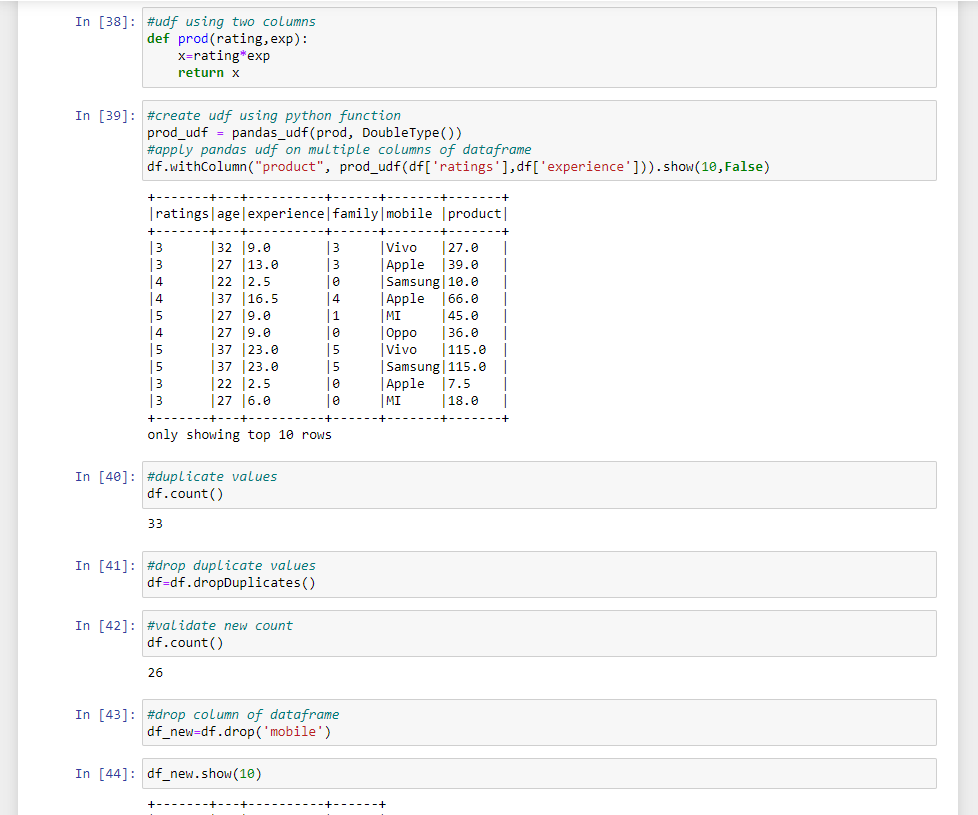 In [38]: #udf using two columns
def prod(rating,exp):
    x=rating*exp
    return x
In [39]: #create udf using python function
prod_udf = pandas_udf(prod, DoubleType())
#apply pandas udf on multiple columns of dataframe
df.withColumn("product", prod_udf(df['ratings'],df['experience'])).show(10,False)
+-------+---+----------+------+-------+-------+
|ratings|age|experience|family|mobile |product|
+-------+---+----------+------+-------+-------+
|3      |32 |9.0       |3     |Vivo   |27.0   |
|3      |27 |13.0      |3     |Apple  |39.0   |
|4      |22 |2.5       |0     |Samsung|10.0   |
|4      |37 |16.5      |4     |Apple  |66.0   |
|5      |27 |9.0       |1     |MI     |45.0   |
|4      |27 |9.0       |0     |Oppo   |36.0   |
|5      |37 |23.0      |5     |Vivo   |115.0  |
|5      |37 |23.0      |5     |Samsung|115.0  |
|3      |22 |2.5       |0     |Apple  |7.5    |
|3      |27 |6.0       |0     |MI     |18.0   |
+-------+---+----------+------+-------+-------+
only showing top 10 rows
In [40]: #duplicate values
df.count()
33
In [41]: #drop duplicate values
df=df.dropDuplicates()
In [42]: #validate new count
df.count()
26
In [43]: #drop column of dataframe
df_new=df.drop('mobile')
In [44]: df_new.show(10)
+-------+---+----------+------+